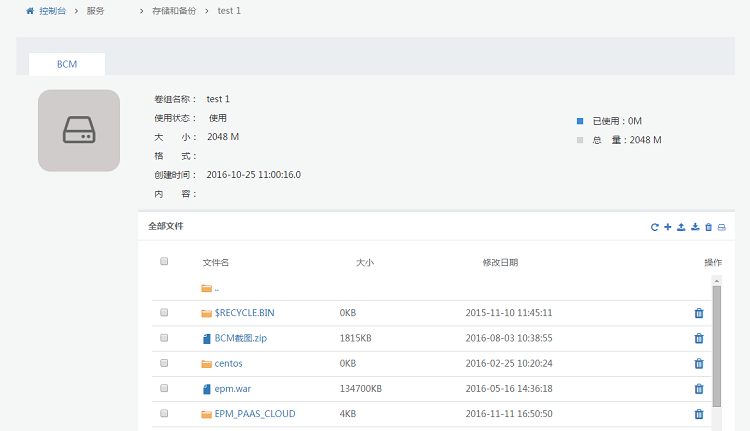 控制台 > 服务 > 存储和备份 > test 1
BCM
卷组名称： test 1
使用状态： 使用
大 小： 2048 M
格 式：
创建时间： 2016-10-25 11:00:16.0
内 容：
已使用：0M
总 量：2048 M
全部文件
文件名 大小 修改日期 操作
..
$RECYCLE.BIN 0KB 2015-11-10 11:45:11
BCM截图.zip 1815KB 2016-08-03 10:38:55
centos 0KB 2016-02-25 10:20:24
epm.war 134700KB 2016-05-16 14:36:18
EPM_PAAS_CLOUD 4KB 2016-11-11 16:50:50